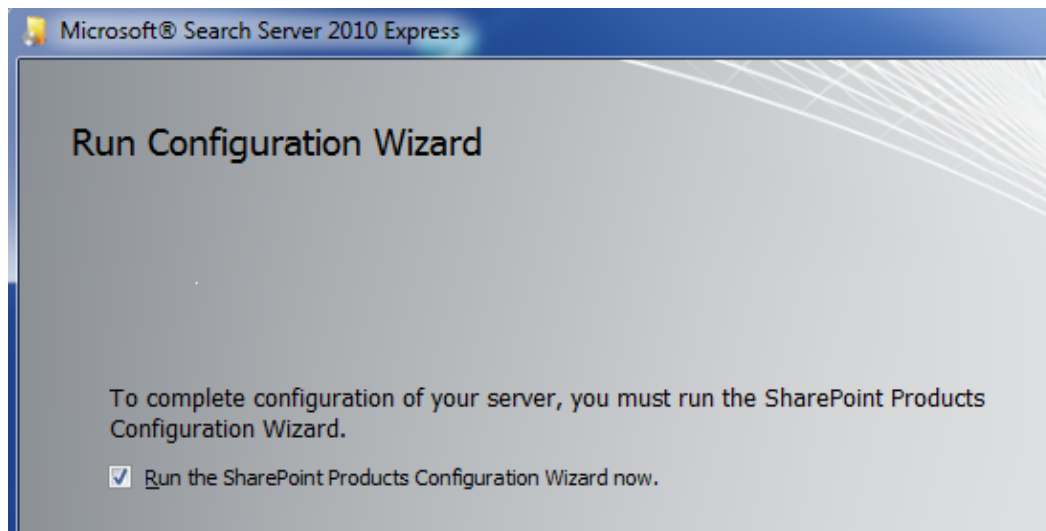 Microsoft® Search Server 2010 Express
Run Configuration Wizard
To complete configuration of your server, you must run the SharePoint Products
Configuration Wizard.
Run the SharePoint Products Configuration Wizard now.